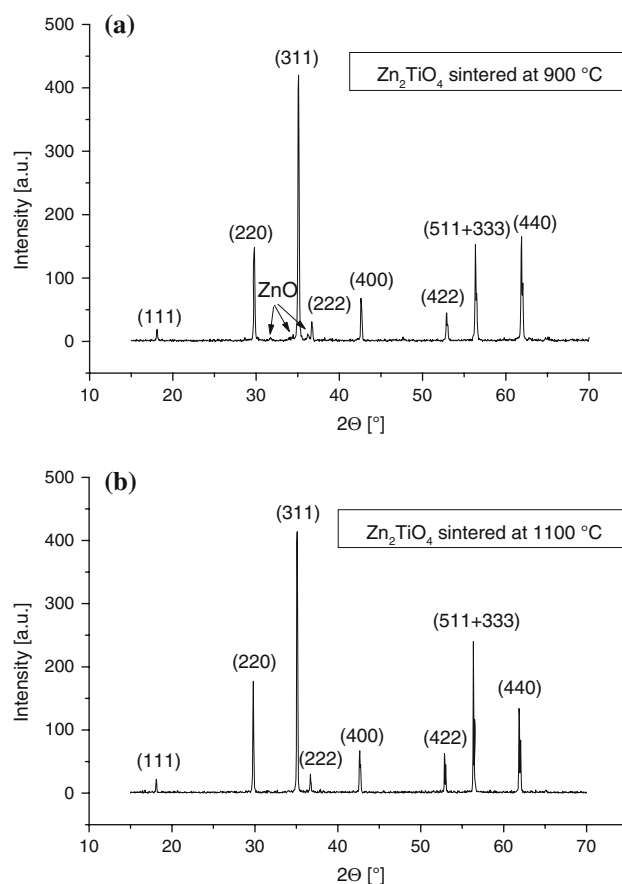 (a)
Zn₂TiO₄ sintered at 900 °C
Intensity [a.u.]
500
400
300
200
100
0
(111)
(220)
ZnO
(311)
(222)
(400)
(422)
(511+333)
(440)
10 20 30 40 50 60 70
2Θ [°]
(b)
Zn₂TiO₄ sintered at 1100 °C
Intensity [a.u.]
500
400
300
200
100
0
(111)
(220)
(311)
(222)
(400)
(422)
(511+333)
(440)
10 20 30 40 50 60 70
2Θ [°]